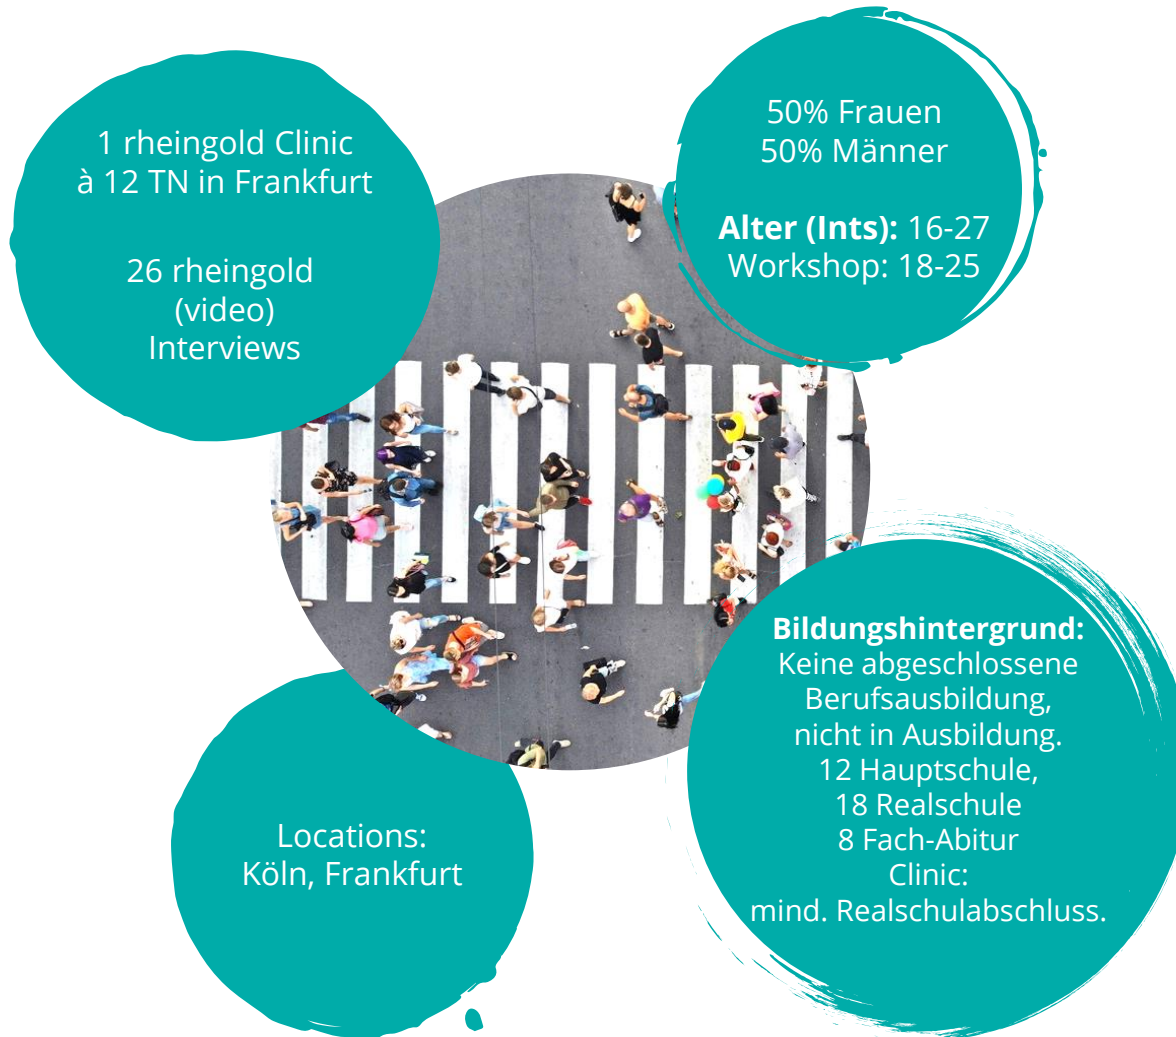 1 rheingold Clinic
à 12 TN in Frankfurt
26 rheingold
(video)
Interviews
50% Frauen
50% Männer
Alter (Ints): 16-27
Workshop: 18-25
Bildungshintergrund:
Keine abgeschlossene
Berufsausbildung,
nicht in Ausbildung.
12 Hauptschule,
18 Realschule
8 Fach-Abitur
Clinic:
mind. Realschulabschluss.
Locations:
Köln, Frankfurt